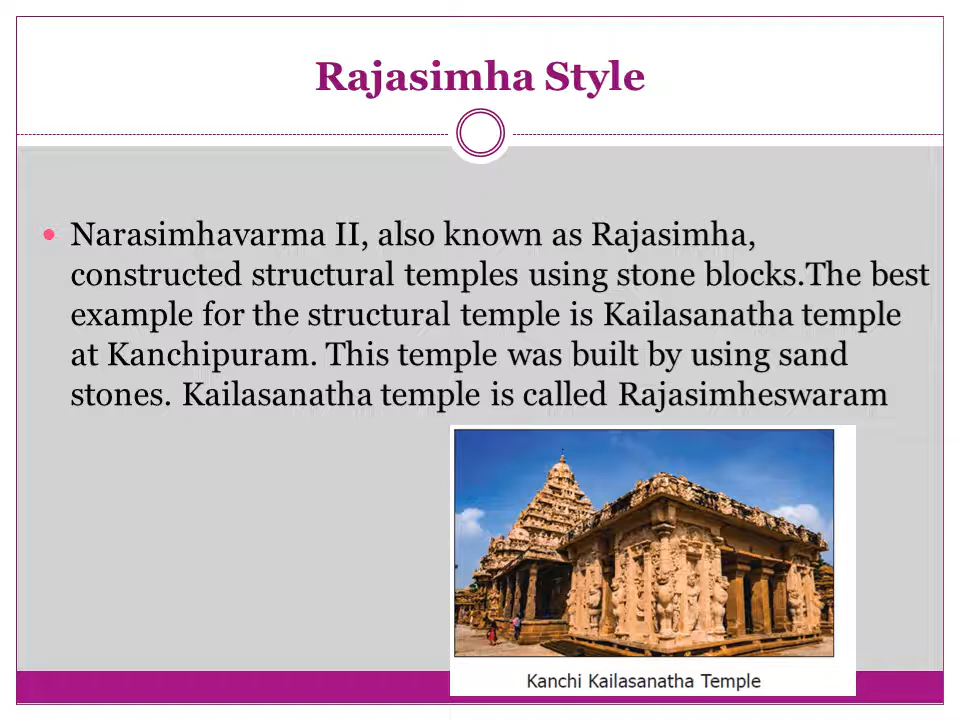 Rajasimha Style
Narasimhavarma II, also known as Rajasimha,
constructed structural temples using stone blocks.The best
example for the structural temple is Kailasanatha temple
at Kanchipuram. This temple was built by using sand
stones. Kailasanatha temple is called Rajasimheswaram
Kanchi Kailasanatha Temple